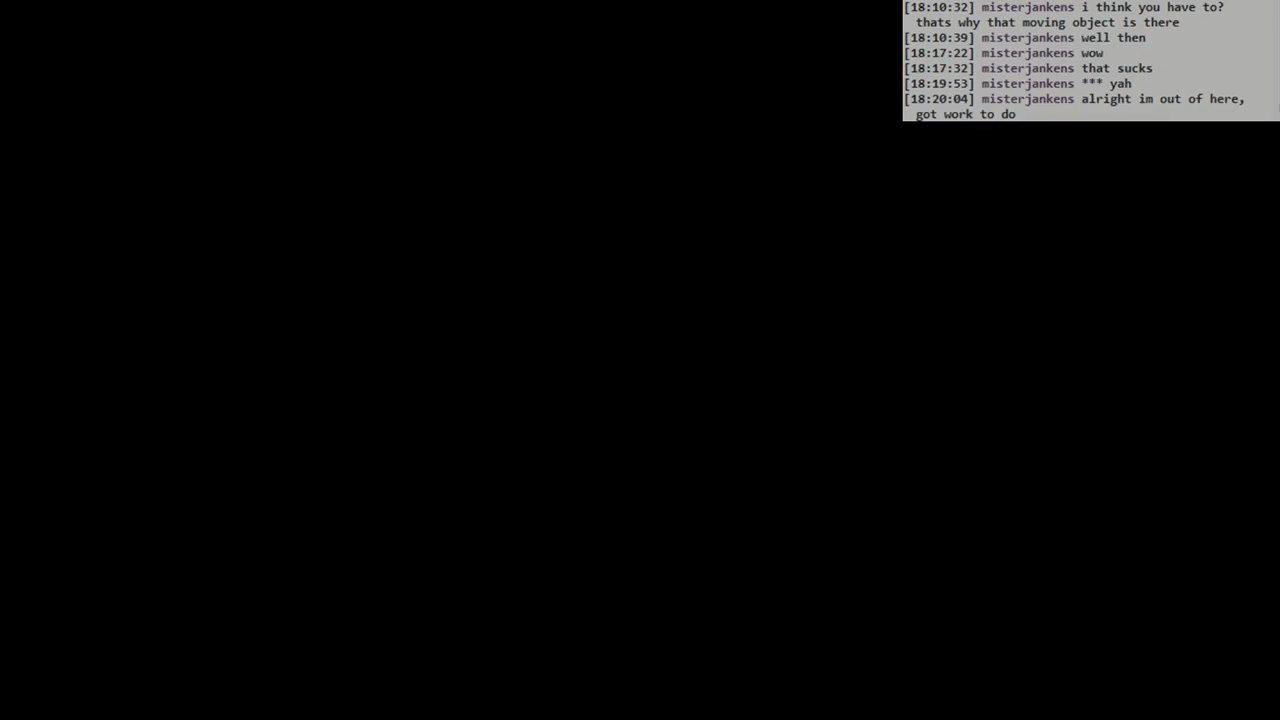 [18:10:32] misterjankens i think you have to?
thats why that moving object is there
[18:10:39] misterjankens well then
[18:17:22] misterjankens wow
[18:17:32] misterjankens that sucks
[18:19:53] misterjankens *** yah
[18:20:04] misterjankens alright im out of here,
got work to do